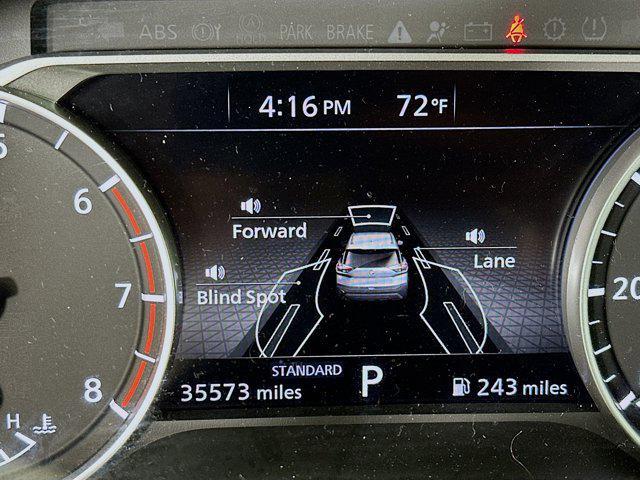 ABS PARK BRAKE
4:16 PM 72°F
Forward
Lane
Blind Spot
STANDARD
35573 miles P 243 miles
5
6
7
8
H
20